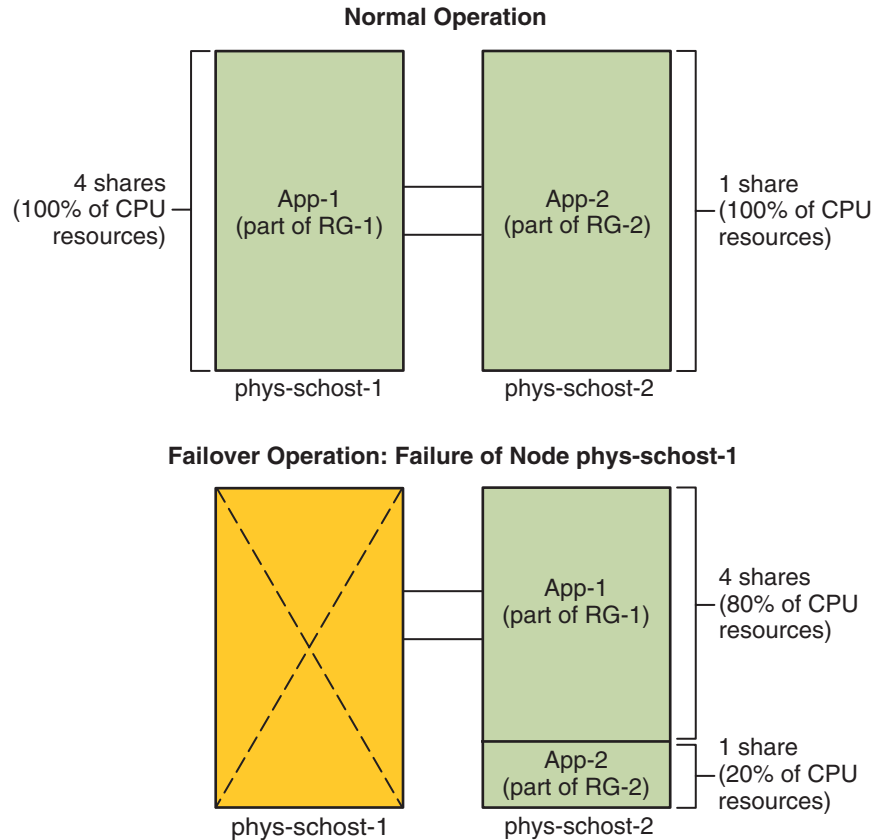 Normal Operation
4 shares
(100% of CPU
resources)
App-1
(part of RG-1)
App-2
(part of RG-2)
1 share
(100% of CPU
resources)
phys-schost-1
phys-schost-2
Failover Operation: Failure of Node phys-schost-1
App-1
(part of RG-1)
4 shares
(80% of CPU
resources)
App-2
(part of RG-2)
1 share
(20% of CPU
resources)
phys-schost-1
phys-schost-2